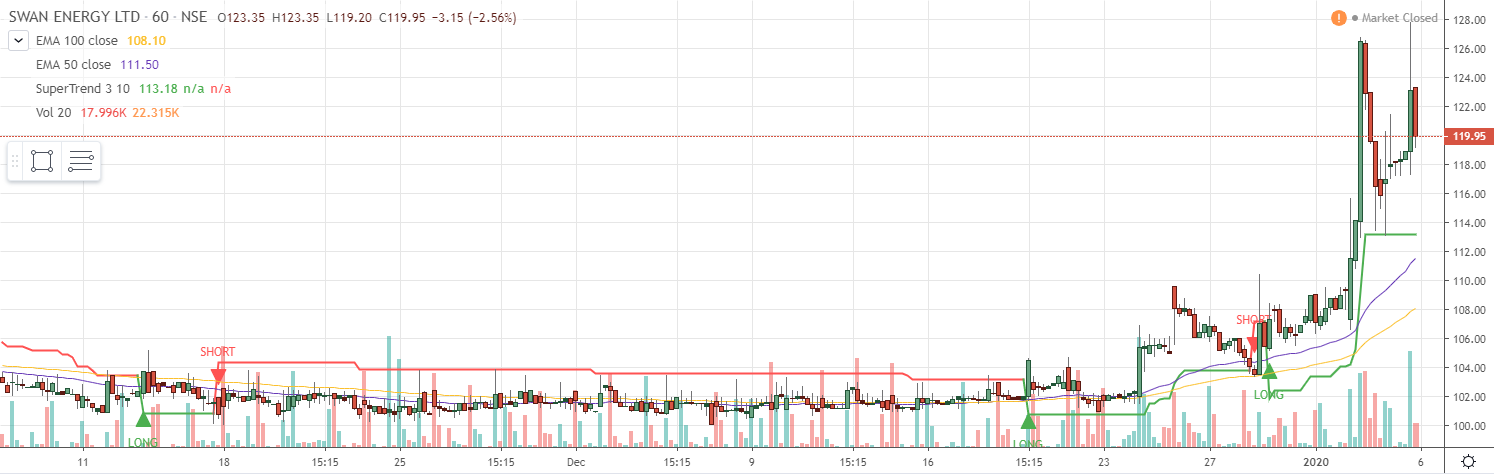 SWAN ENERGY LTD · 60 · NSE O123.35 H123.35 L119.20 C119.95 −3.15 (−2.56%)
! Market Closed
EMA 100 close 108.10
EMA 50 close 111.50
SuperTrend 3 10 113.18 n/a n/a
Vol 20 17.996K 22.315K
128.00
126.00
124.00
122.00
119.95
118.00
116.00
114.00
112.00
110.00
108.00
106.00
104.00
102.00
100.00
SHORT
SHORT
LONG
LONG
LONG
11 18 15:15 25 15:15 Dec 15:15 9 15:15 16 15:15 23 27 2020 6